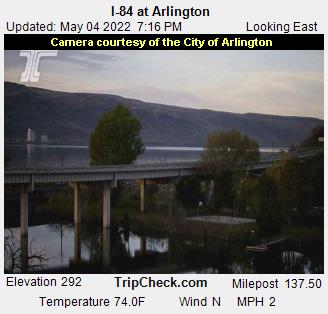 I-84 at Arlington
Updated: May 04 2022 7:16 PM Looking East
Camera courtesy of the City of Arlington
Elevation 292 TripCheck.com Milepost 137.50
Temperature 74.0F Wind N MPH 2